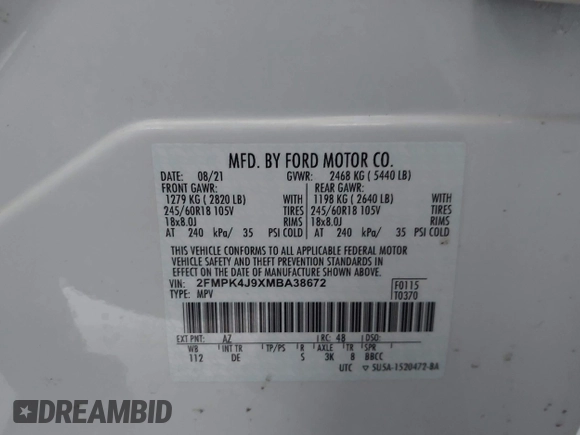 MFD. BY FORD MOTOR CO.
DATE: 08/21 GVWR: 2468 KG (5440 LB)
FRONT GAWR: REAR GAWR:
1279 KG (2820 LB) WITH 1198 KG (2640 LB) WITH
245/60R18 105V TIRES 245/60R18 105V TIRES
18x8.0J RIMS 18x8.0J RIMS
AT 240 kPa/ 35 PSI COLD AT 240 kPa/ 35 PSI COLD
THIS VEHICLE CONFORMS TO ALL APPLICABLE FEDERAL MOTOR
VEHICLE SAFETY AND THEFT PREVENTION STANDARDS IN
EFFECT ON THE DATE OF MANUFACTURE SHOWN ABOVE.
VIN: 2FMPK4J9XMBA38672 F0115
TYPE: MPV T0370
EXT PNT: AZ RC: 48 DSO:
WB INT TR TP/PS R AXLE TR SPR
112 DE 5 3K 8 BBCC
UTC ▽ SU5A-1520472-BA
DREAMBID